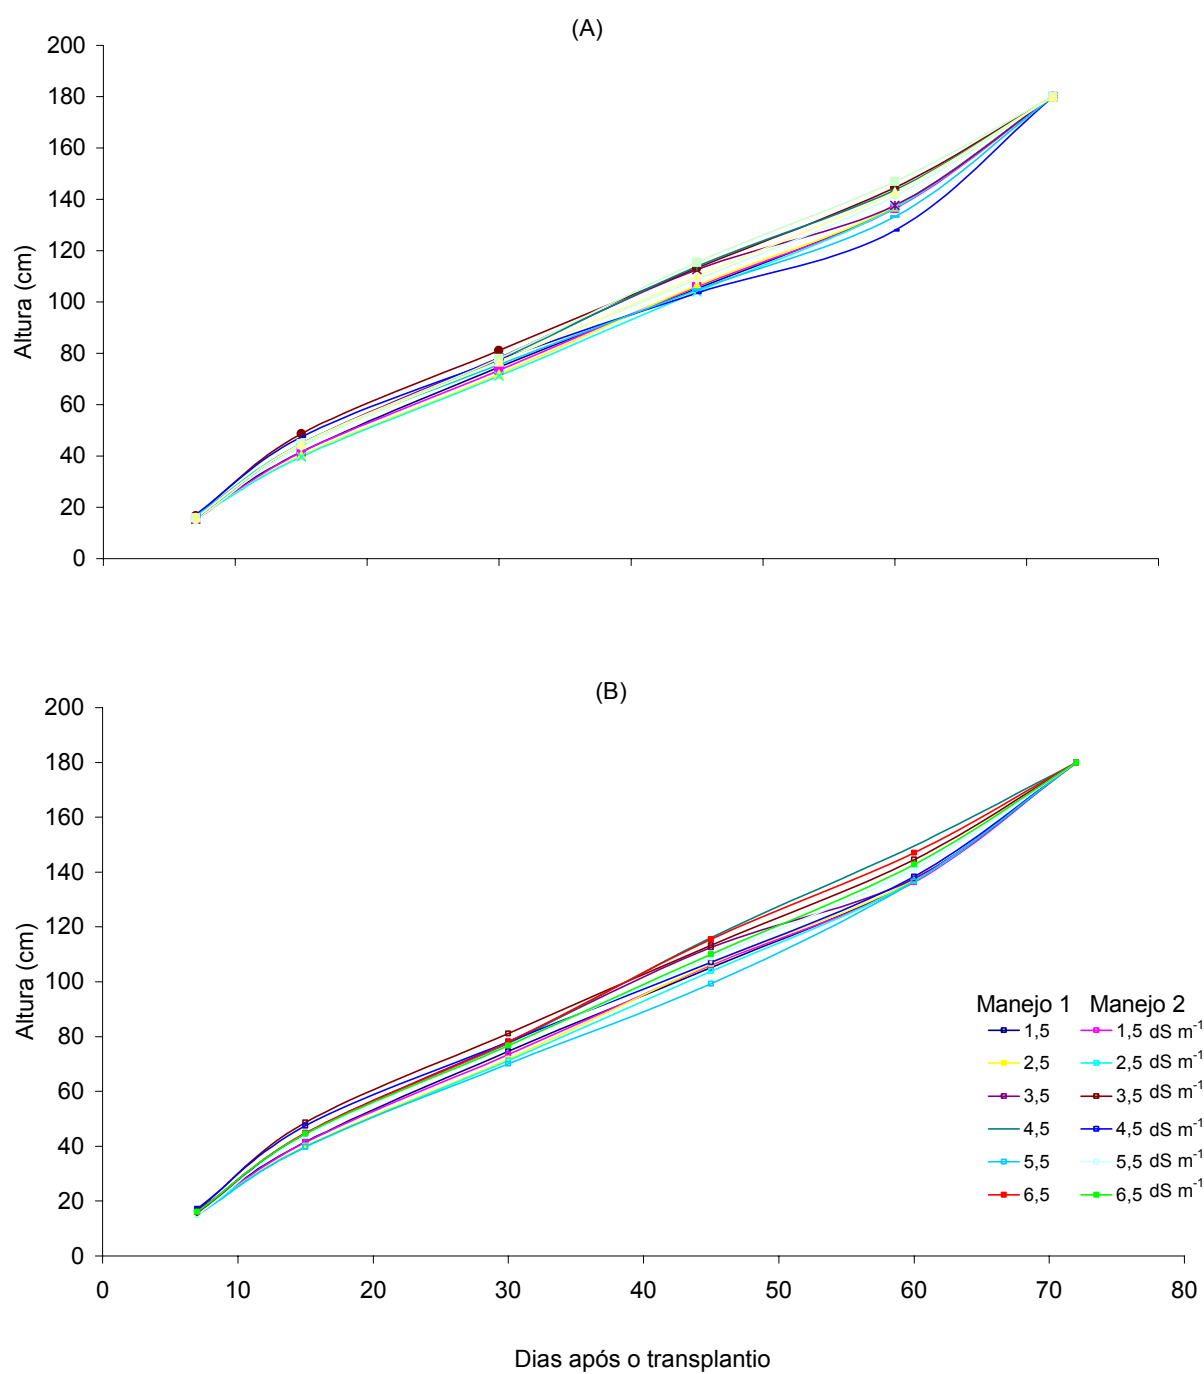 (A)
200
180
160
140
120
100
80
60
40
20
0
Altura (cm)
(B)
200
180
160
140
120
100
80
60
40
20
0
Altura (cm)
Manejo 1 Manejo 2
1,5 1,5 dS m⁻¹
2,5 2,5 dS m⁻¹
3,5 3,5 dS m⁻¹
4,5 4,5 dS m⁻¹
5,5 5,5 dS m⁻¹
6,5 6,5 dS m⁻¹
0 10 20 30 40 50 60 70 80
Dias após o transplantio